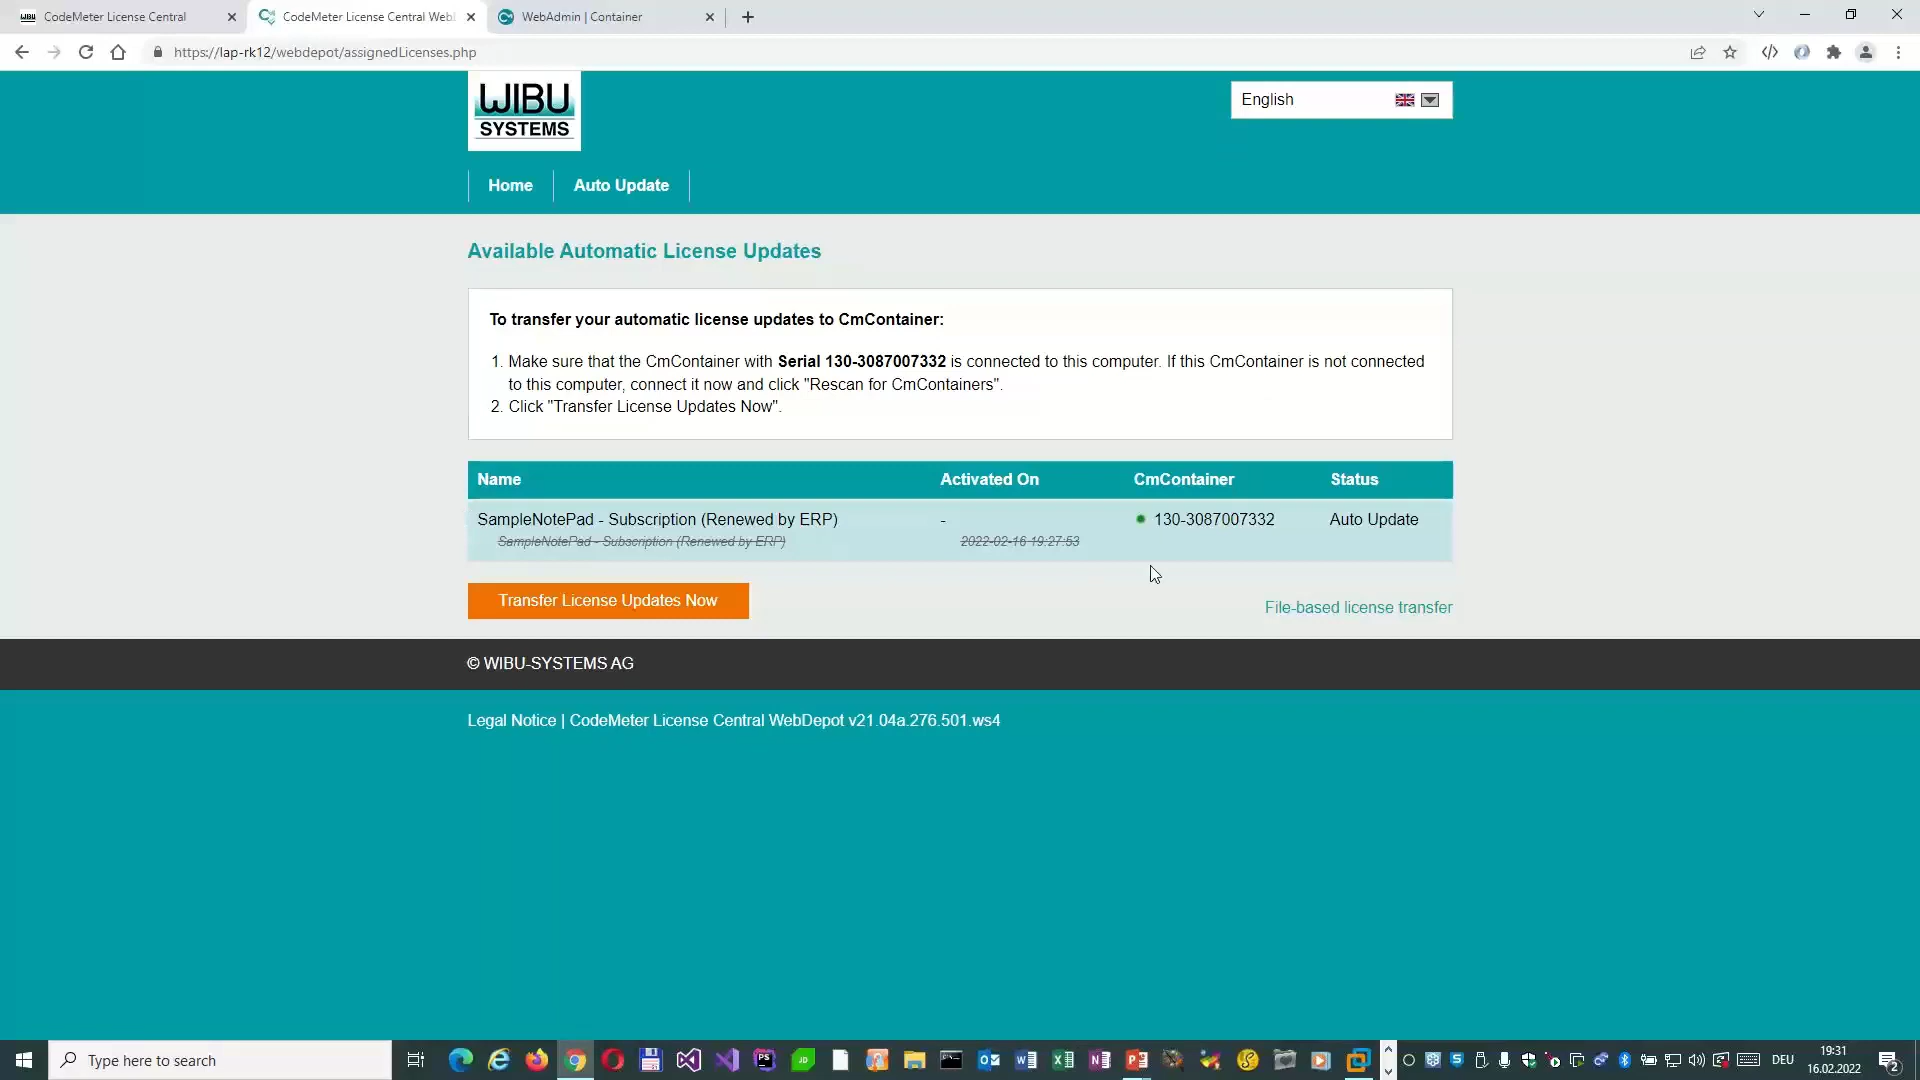 CodeMeter License Central
CodeMeter License Central WebD
WebAdmin | Container
https://lap-rk12/webdepot/assignedLicenses.php
WIBU
SYSTEMS
English
Home
Auto Update
Available Automatic License Updates
To transfer your automatic license updates to CmContainer:
1. Make sure that the CmContainer with Serial 130-3087007332 is connected to this computer. If this CmContainer is not connected
to this computer, connect it now and click "Rescan for CmContainers".
2. Click "Transfer License Updates Now".
Name Activated On CmContainer Status
SampleNotePad - Subscription (Renewed by ERP) - 130-3087007332 Auto Update
SampleNotePad - Subscription (Renewed by ERP) 2022-02-16 19:27:53
Transfer License Updates Now
File-based license transfer
© WIBU-SYSTEMS AG
Legal Notice | CodeMeter License Central WebDepot v21.04a.276.501.ws4
Type here to search
DEU
19:31
16.02.2022
2